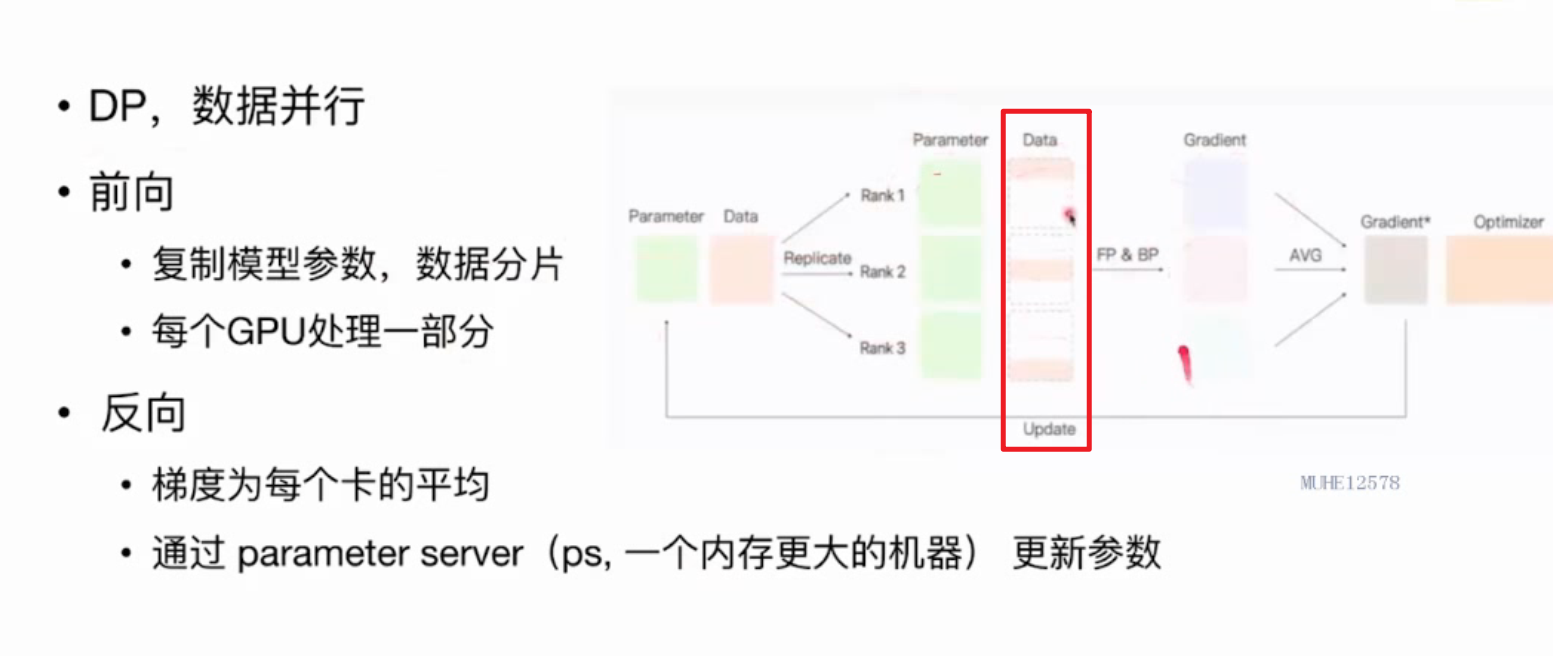 • DP，数据并行
• 前向
• 复制模型参数，数据分片
• 每个GPU处理一部分
• 反向
• 梯度为每个卡的平均
• 通过 parameter server（ps, 一个内存更大的机器） 更新参数
Parameter Data
Replicate
Rank 1
Rank 2
Rank 3
Parameter Data Gradient
FP & BP
AVG
Gradient* Optimizer
Update
MUHE12578